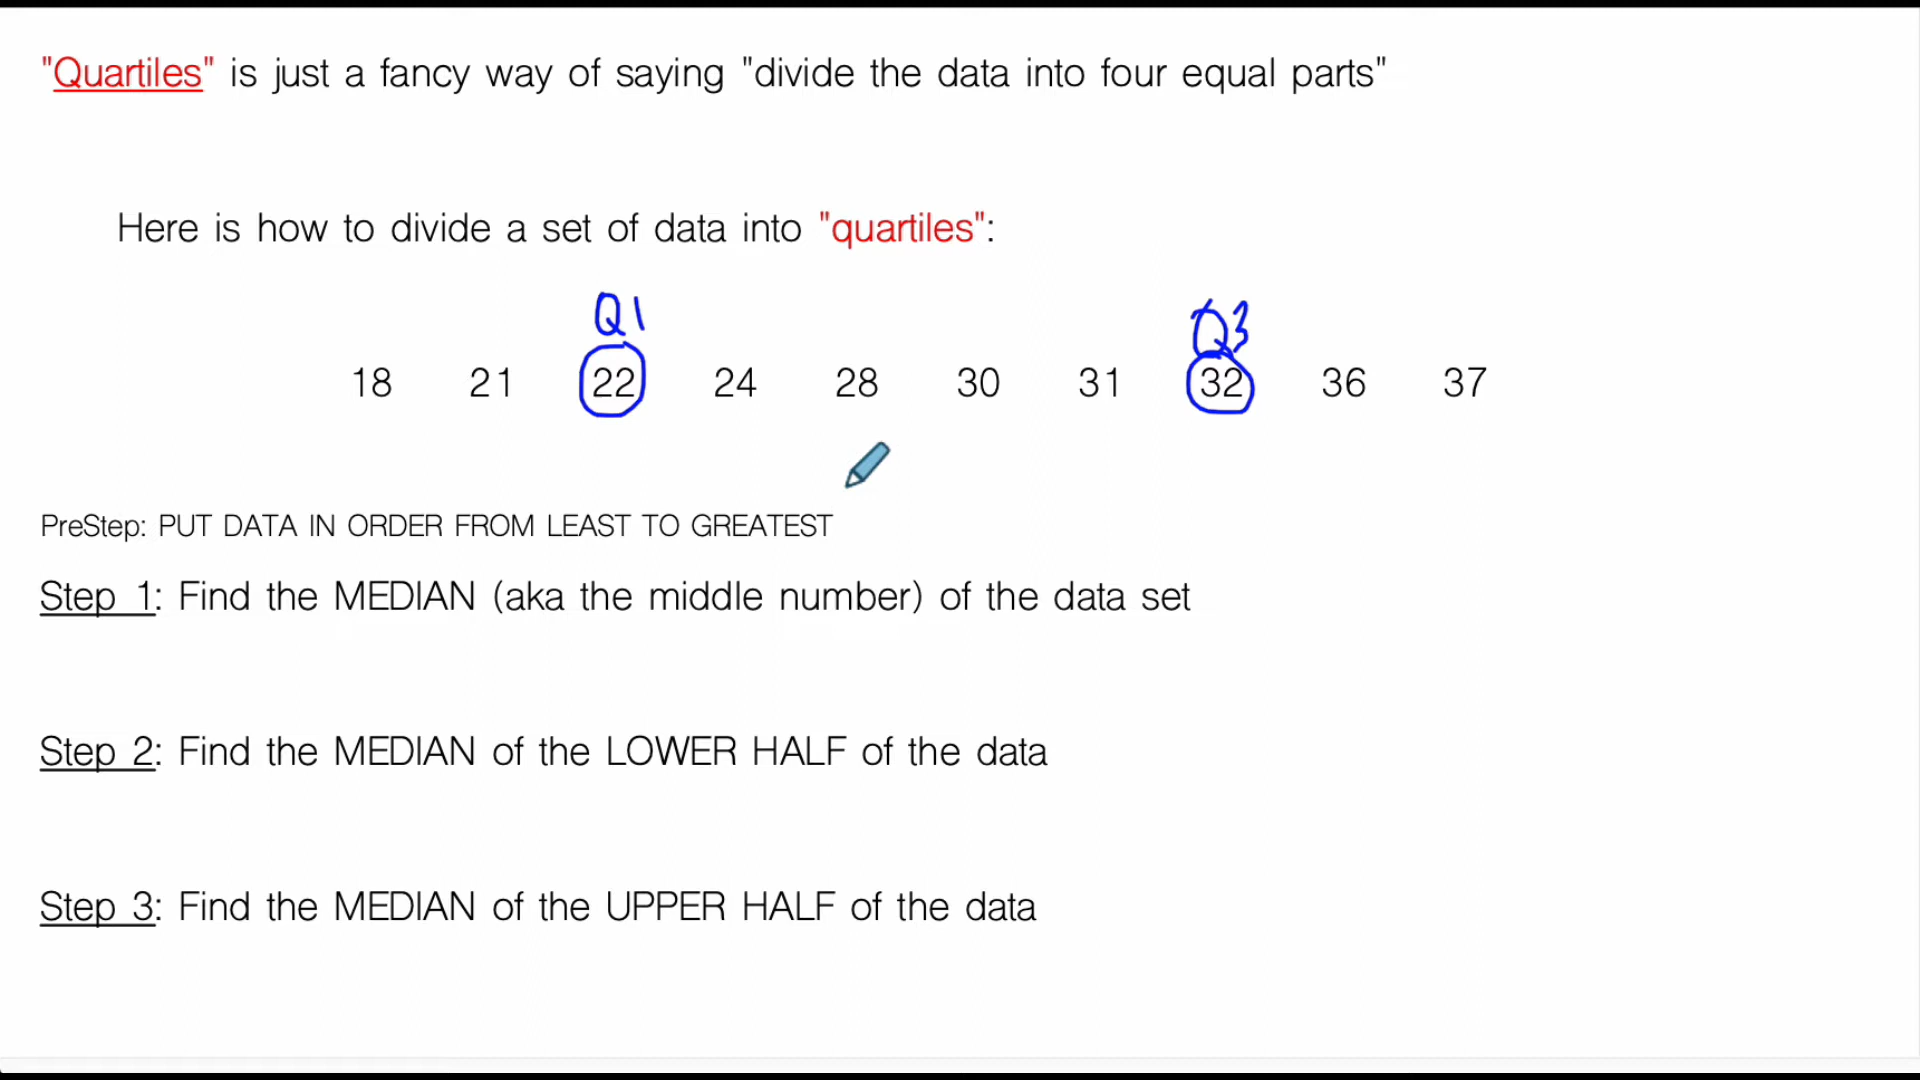 "Quartiles" is just a fancy way of saying "divide the data into four equal parts"
Here is how to divide a set of data into "quartiles":
Q1 Q3
18 21 22 24 28 30 31 32 36 37
PreStep: PUT DATA IN ORDER FROM LEAST TO GREATEST
Step 1: Find the MEDIAN (aka the middle number) of the data set
Step 2: Find the MEDIAN of the LOWER HALF of the data
Step 3: Find the MEDIAN of the UPPER HALF of the data